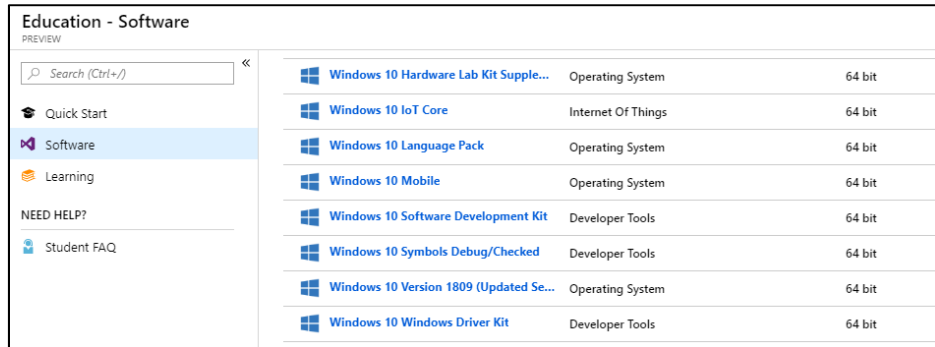 Education - Software
PREVIEW
Search (Ctrl+/)
«
Quick Start
Software
Learning
NEED HELP?
Student FAQ
Windows 10 Hardware Lab Kit Supple... Operating System 64 bit
Windows 10 IoT Core Internet Of Things 64 bit
Windows 10 Language Pack Operating System 64 bit
Windows 10 Mobile Operating System 64 bit
Windows 10 Software Development Kit Developer Tools 64 bit
Windows 10 Symbols Debug/Checked Developer Tools 64 bit
Windows 10 Version 1809 (Updated Se... Operating System 64 bit
Windows 10 Windows Driver Kit Developer Tools 64 bit